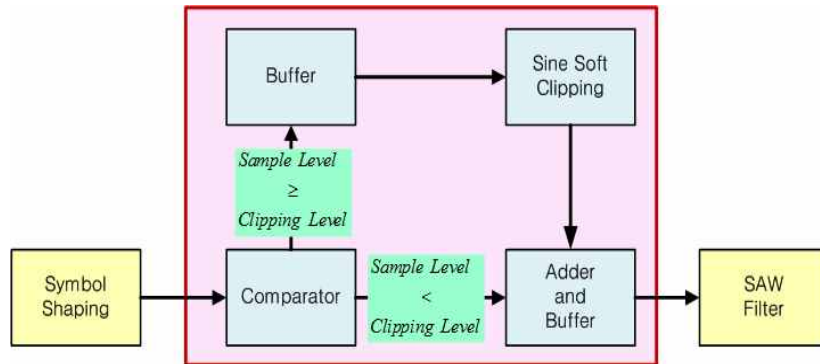 Buffer
Sine Soft
Clipping
Sample Level
≥
Clipping Level
Symbol
Shaping
Comparator
Sample Level
<
Clipping Level
Adder
and
Buffer
SAW
Filter